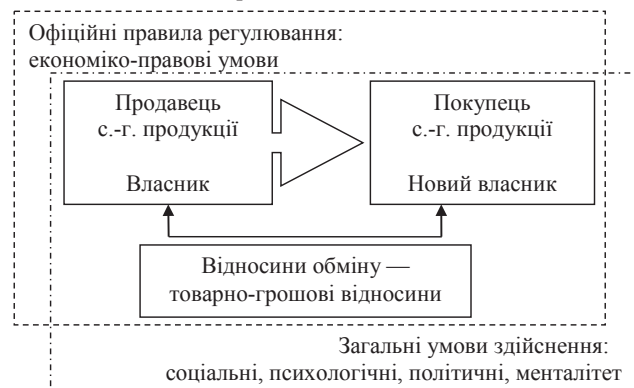 Офіційні правила регулювання:
економіко-правові умови
Продавець
с.-г. продукції
Власник
Покупець
с.-г. продукції
Новий власник
Відносини обміну —
товарно-грошові відносини
Загальні умови здійснення:
соціальні, психологічні, політичні, менталітет